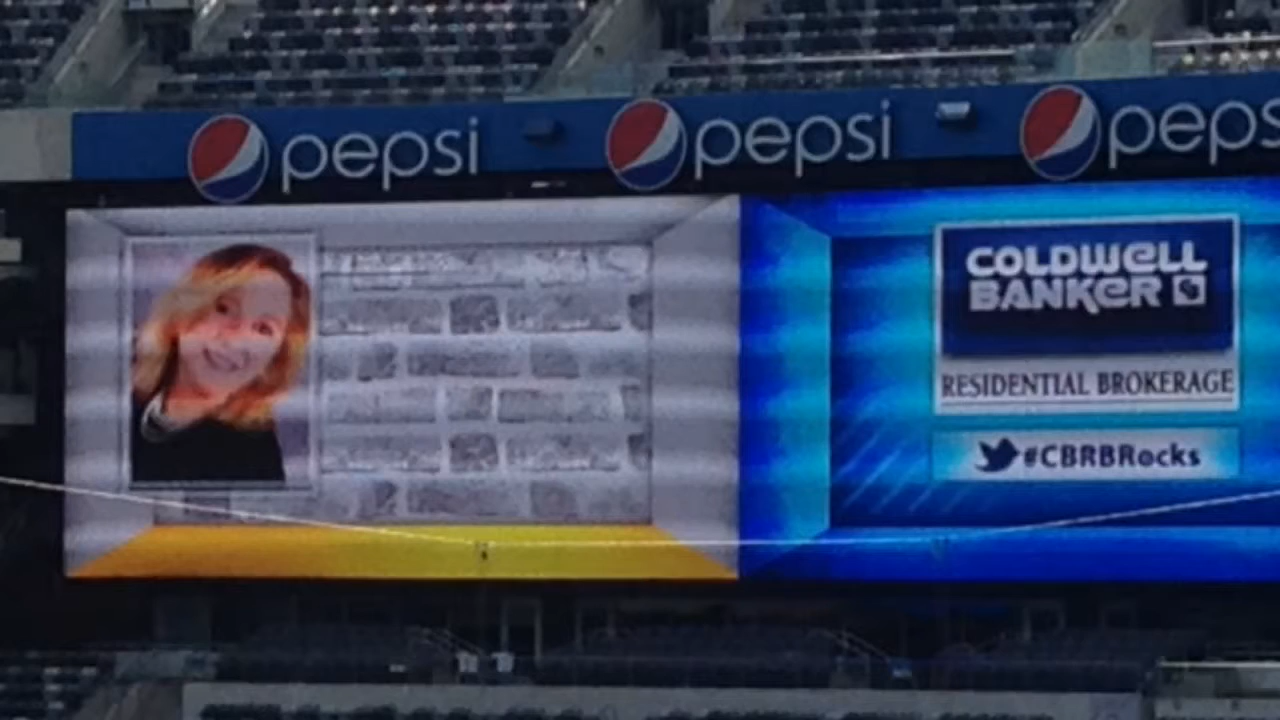 pepsi
pepsi
peps
COLDWELL
BANKER
RESIDENTIAL BROKERAGE
#CBRBRocks